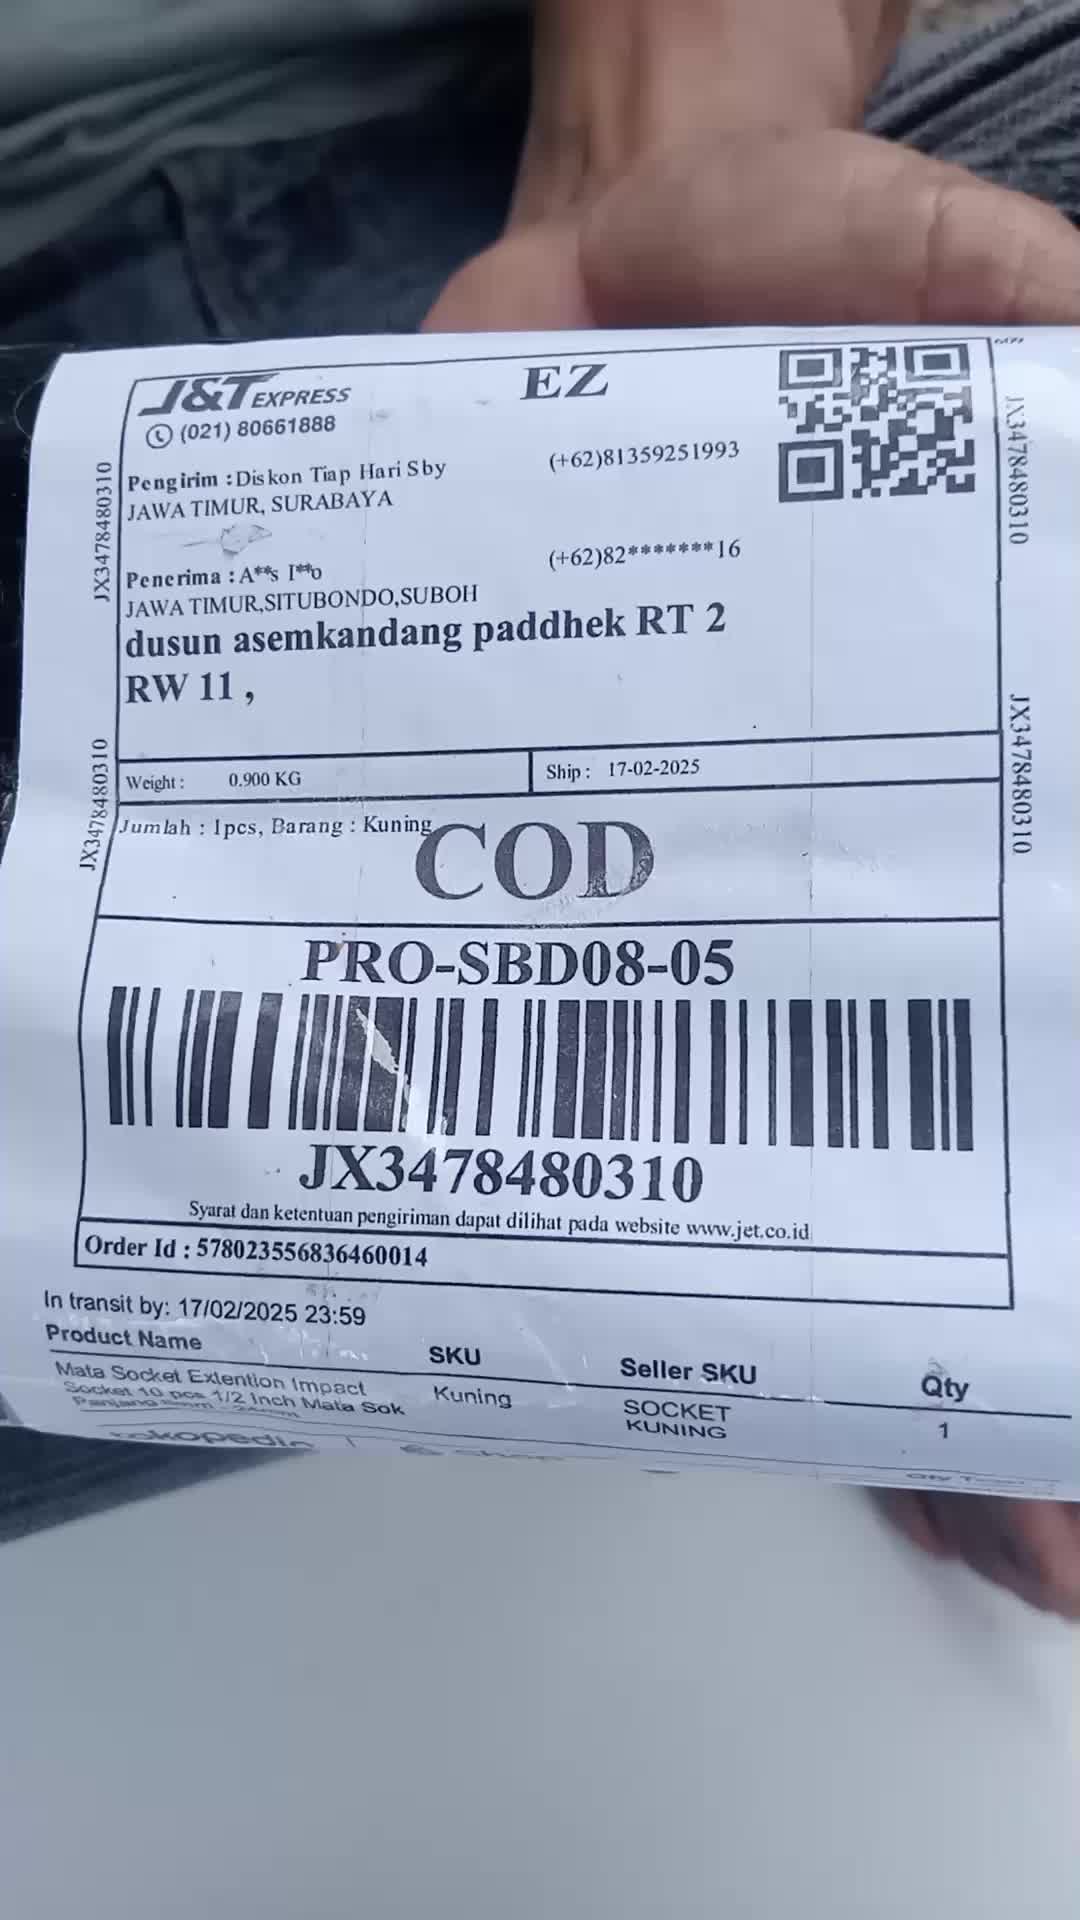 J&T EXPRESS
EZ
(021) 80661888
Pengirim : Diskon Tiap Hari Sby
(+62)81359251993
JAWA TIMUR, SURABAYA
Penerima : A**s I**o
(+62)82*******16
JAWA TIMUR,SITUBONDO,SUBOH
dusun asemkandang paddhek RT 2
RW 11 ,
JX3478480310
JX3478480310
JX3478480310
JX3478480310
Weight : 0.900 KG
Ship : 17-02-2025
Jumlah : 1pcs, Barang : Kuning
COD
PRO-SBD08-05
JX3478480310
Syarat dan ketentuan pengiriman dapat dilihat pada website www.jet.co.id
Order Id : 578023556836460014
In transit by: 17/02/2025 23:59
Product Name SKU Seller SKU Qty
Mata Socket Extention Impact
Socket 10 pcs 1/2 Inch Mata Sok
Panjang
Kuning
SOCKET
KUNING
1
tokopedia